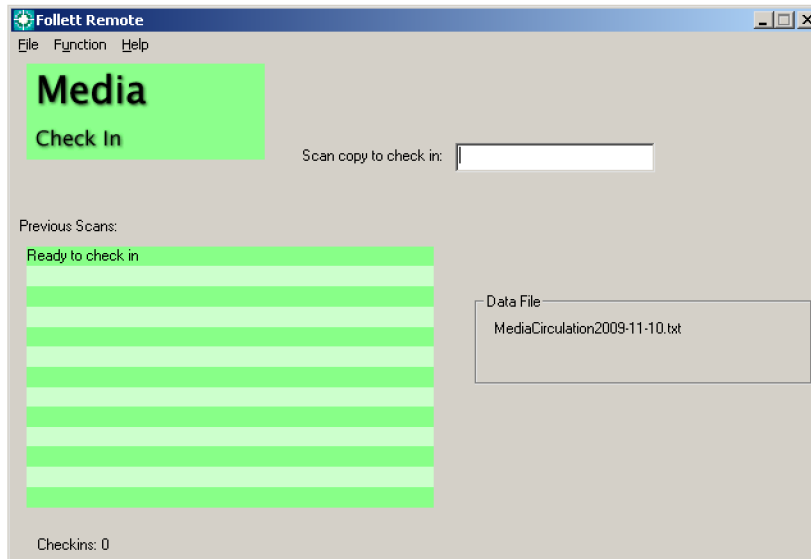 Follett Remote
File Function Help
Media
Check In
Scan copy to check in:
Previous Scans:
Ready to check in
Data File
MediaCirculation2009-11-10.txt
Checkins: 0